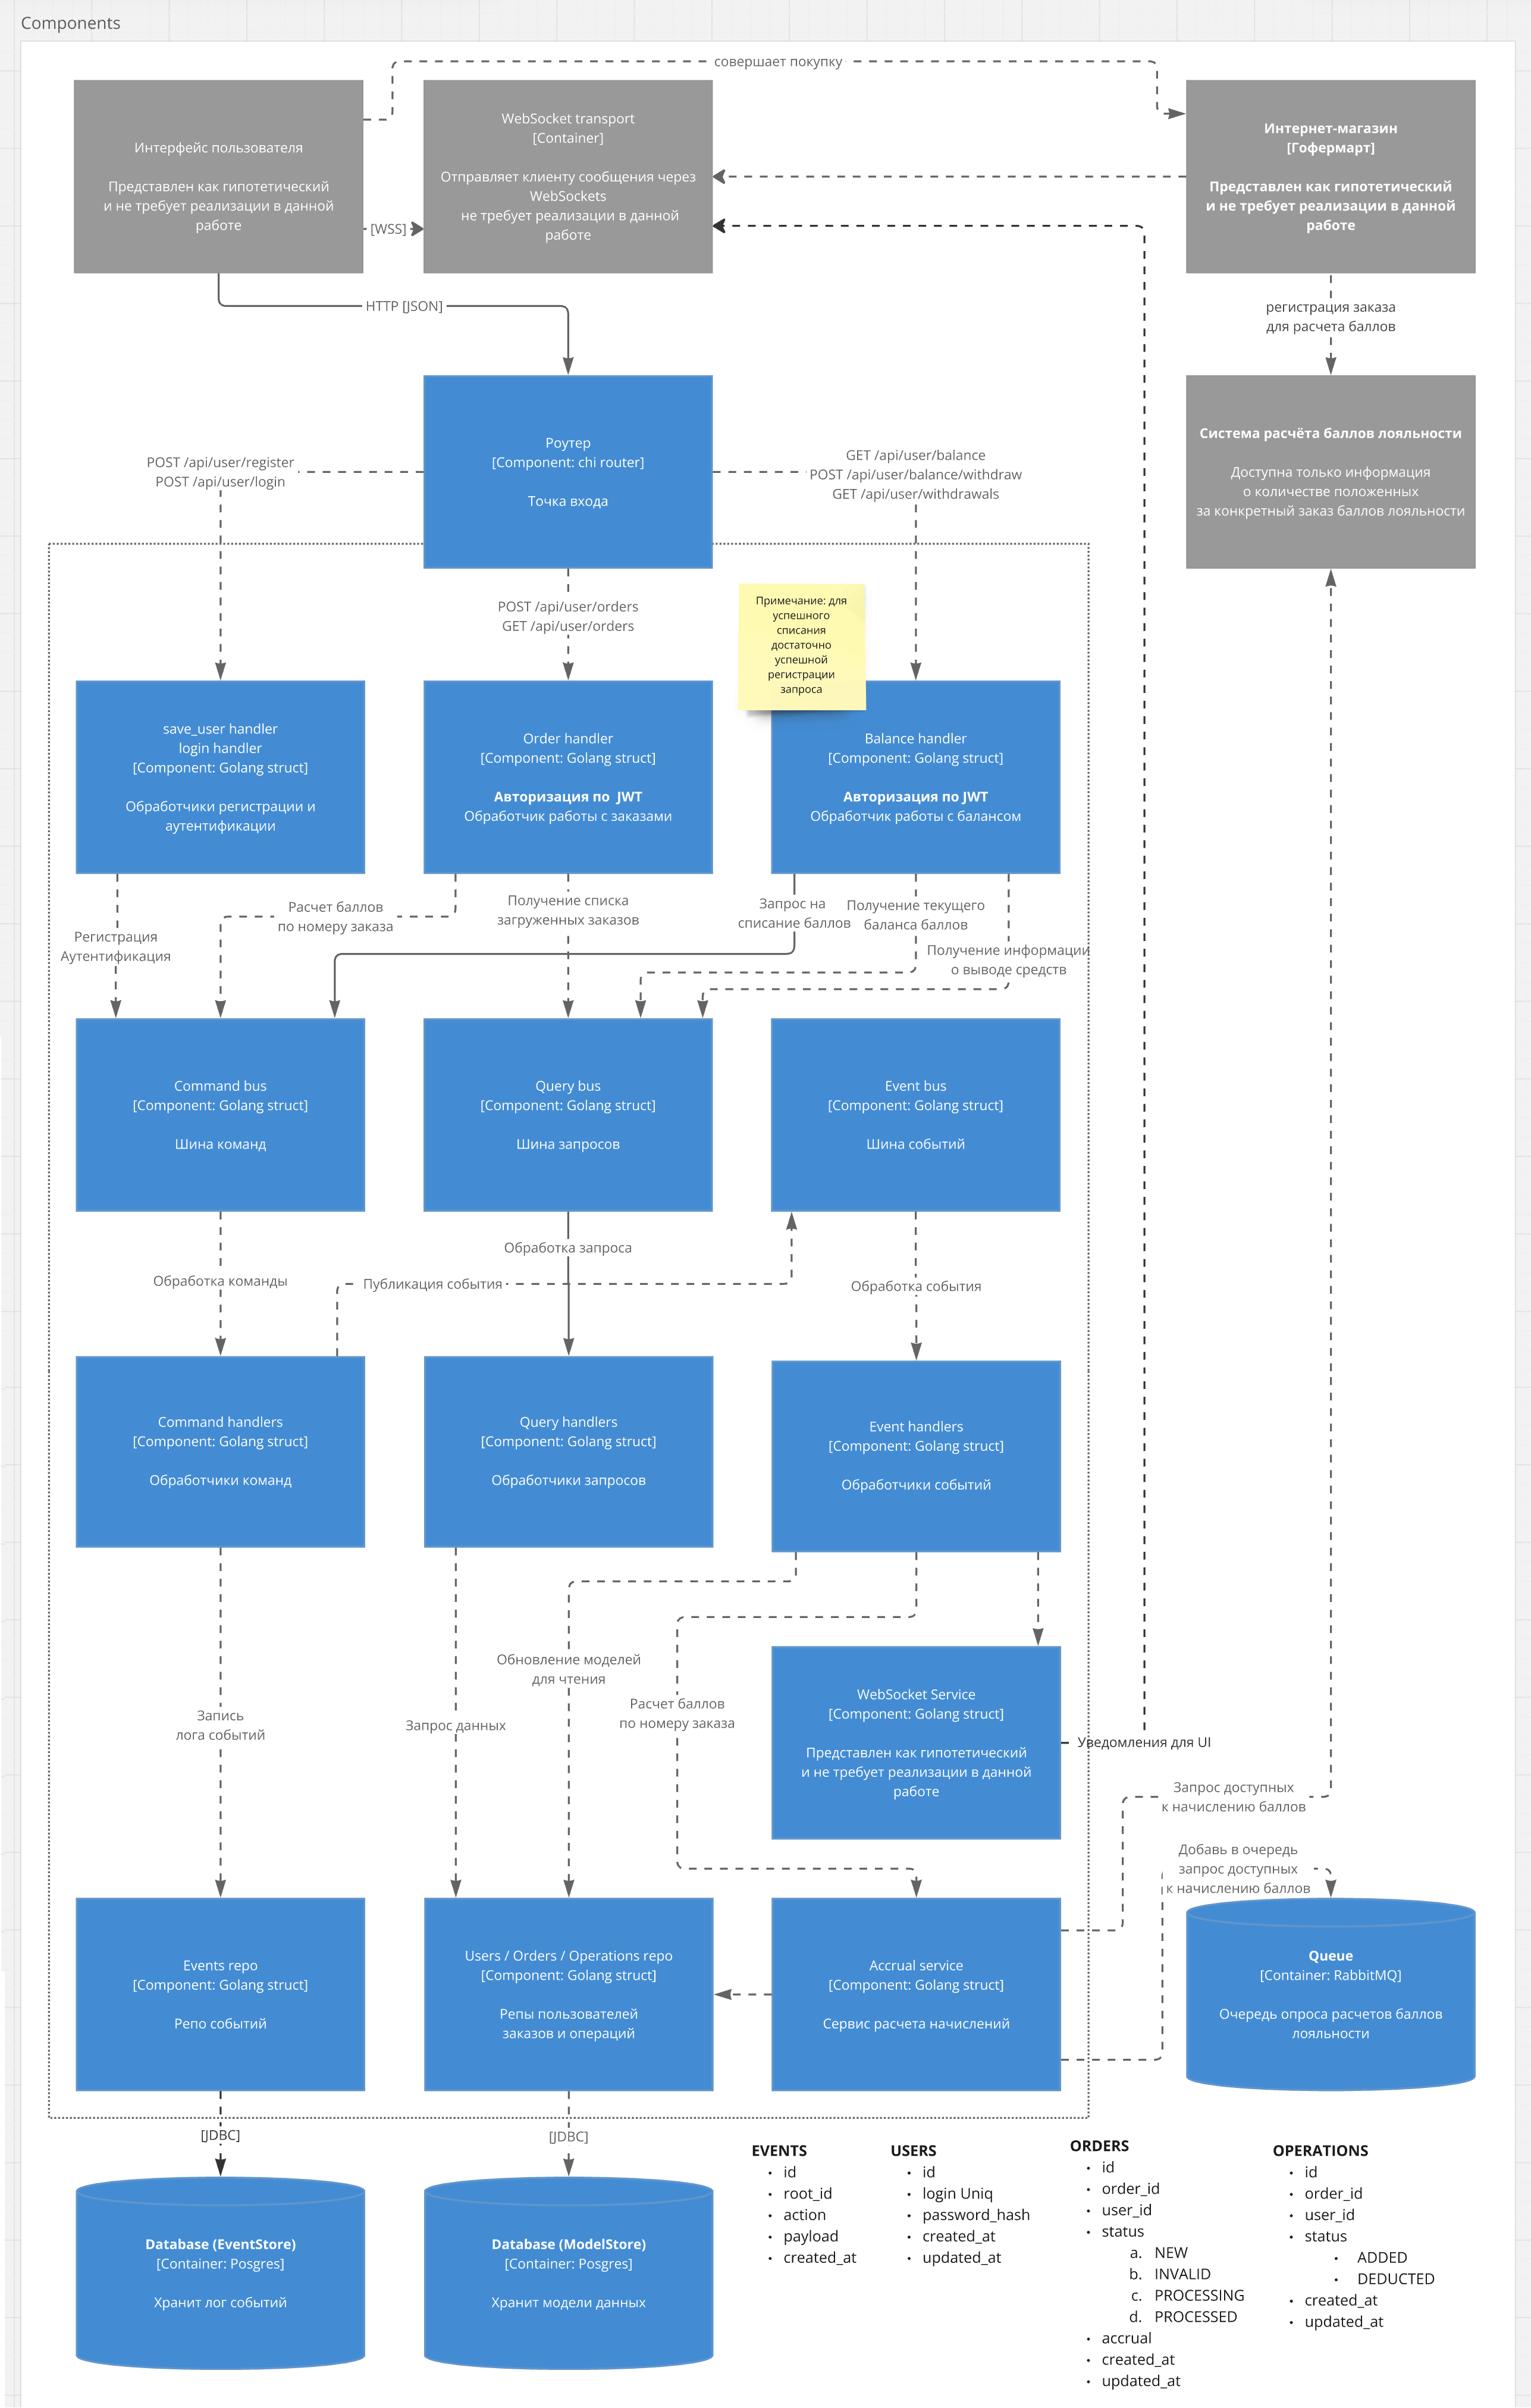 Components
совершает покупку
Интерфейс пользователя
Представлен как гипотетический
и не требует реализации в данной
работе
WebSocket transport
[Container]
Отправляет клиенту сообщения через
WebSockets
не требует реализации в данной
работе
Интернет-магазин
[Гофермарт]
Представлен как гипотетический
и не требует реализации в данной
работе
[WSS]
HTTP [JSON]
регистрация заказа
для расчета баллов
Роутер
[Component: chi router]
Точка входа
POST /api/user/register
POST /api/user/login
GET /api/user/balance
POST /api/user/balance/withdraw
GET /api/user/withdrawals
Система расчёта баллов лояльности
Доступна только информация
о количестве положенных
за конкретный заказ баллов лояльности
POST /api/user/orders
GET /api/user/orders
Примечание: для
успешного
списания
достаточно
успешной
регистрации
запроса
save_user handler
login handler
[Component: Golang struct]
Обработчики регистрации и
аутентификации
Order handler
[Component: Golang struct]
Авторизация по  JWT
Обработчик работы с заказами
Balance handler
[Component: Golang struct]
Авторизация по JWT
Обработчик работы с балансом
Регистрация
Аутентификация
Расчет баллов
по номеру заказа
Получение списка
загруженных заказов
Запрос на
списание баллов
Получение текущего
баланса баллов
Получение информации
о выводе средств
Command bus
[Component: Golang struct]
Шина команд
Query bus
[Component: Golang struct]
Шина запросов
Event bus
[Component: Golang struct]
Шина событий
Обработка запроса
Обработка команды
Публикация события
Обработка события
Command handlers
[Component: Golang struct]
Обработчики команд
Query handlers
[Component: Golang struct]
Обработчики запросов
Event handlers
[Component: Golang struct]
Обработчики событий
Обновление моделей
для чтения
Расчет баллов
по номеру заказа
Запись
лога событий
Запрос данных
WebSocket Service
[Component: Golang struct]
Представлен как гипотетический
и не требует реализации в данной
работе
Уведомления для UI
Запрос доступных
к начислению баллов
Добавь в очередь
запрос доступных
к начислению баллов
Events repo
[Component: Golang struct]
Репо событий
Users / Orders / Operations repo
[Component: Golang struct]
Репы пользователей
заказов и операций
Accrual service
[Component: Golang struct]
Сервис расчета начислений
Queue
[Container: RabbitMQ]
Очередь опроса расчетов баллов
лояльности
[JDBC]
[JDBC]
Database (EventStore)
[Container: Posgres]
Хранит лог событий
Database (ModelStore)
[Container: Posgres]
Хранит модели данных
EVENTS
• id
• root_id
• action
• payload
• created_at
USERS
• id
• login Uniq
• password_hash
• created_at
• updated_at
ORDERS
• id
• order_id
• user_id
• status
a. NEW
b. INVALID
c. PROCESSING
d. PROCESSED
• accrual
• created_at
• updated_at
OPERATIONS
• id
• order_id
• user_id
• status
• ADDED
• DEDUCTED
• created_at
• updated_at